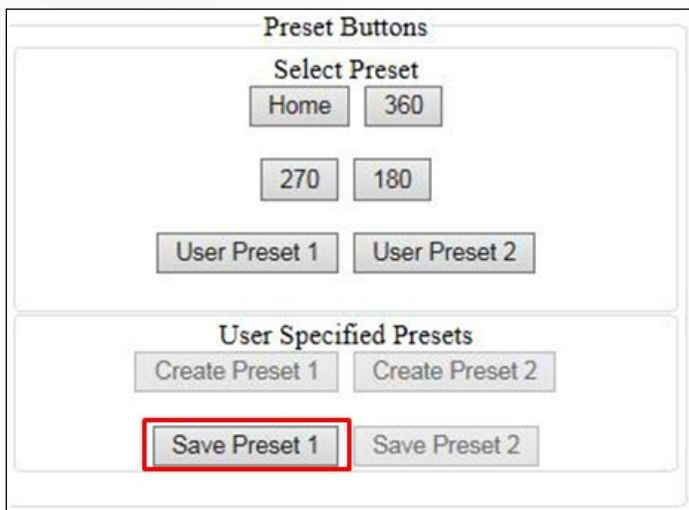 Preset Buttons
Select Preset
Home 360
270 180
User Preset 1 User Preset 2
User Specified Presets
Create Preset 1 Create Preset 2
Save Preset 1 Save Preset 2